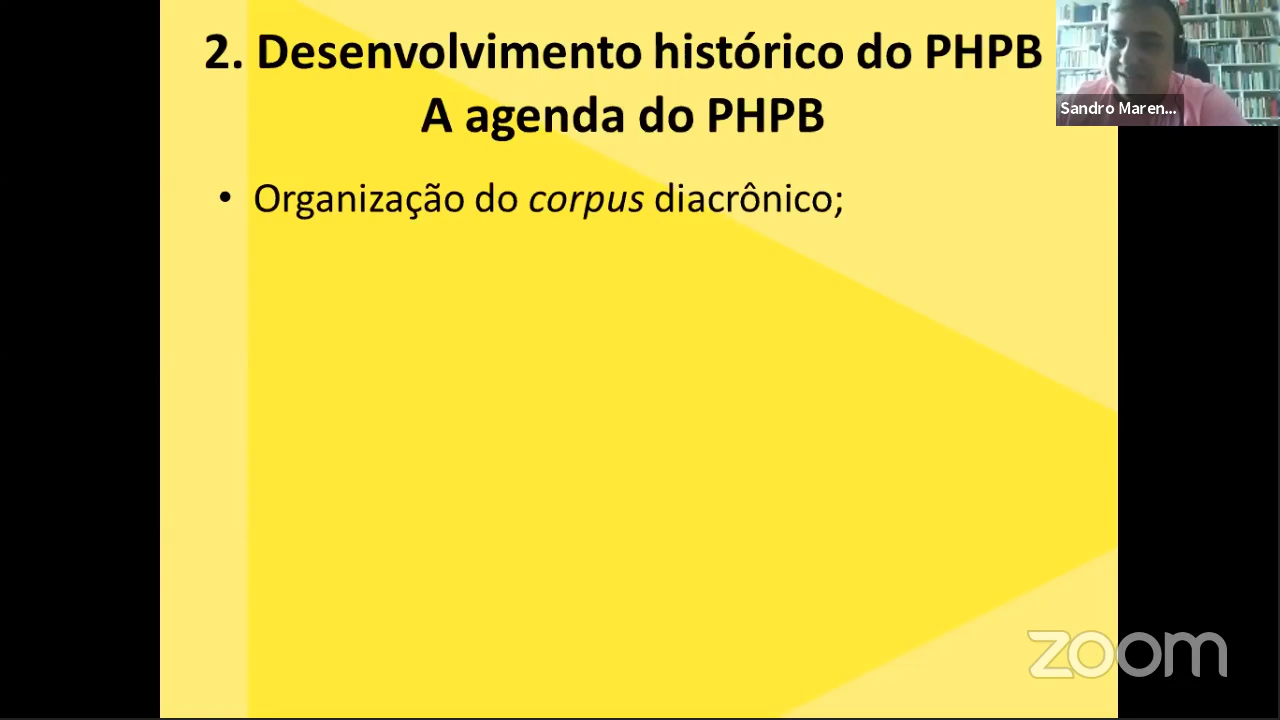 2. Desenvolvimento histórico do PHPB
A agenda do PHPB
Sandro Maren...
• Organização do corpus diacrônico;
zoom